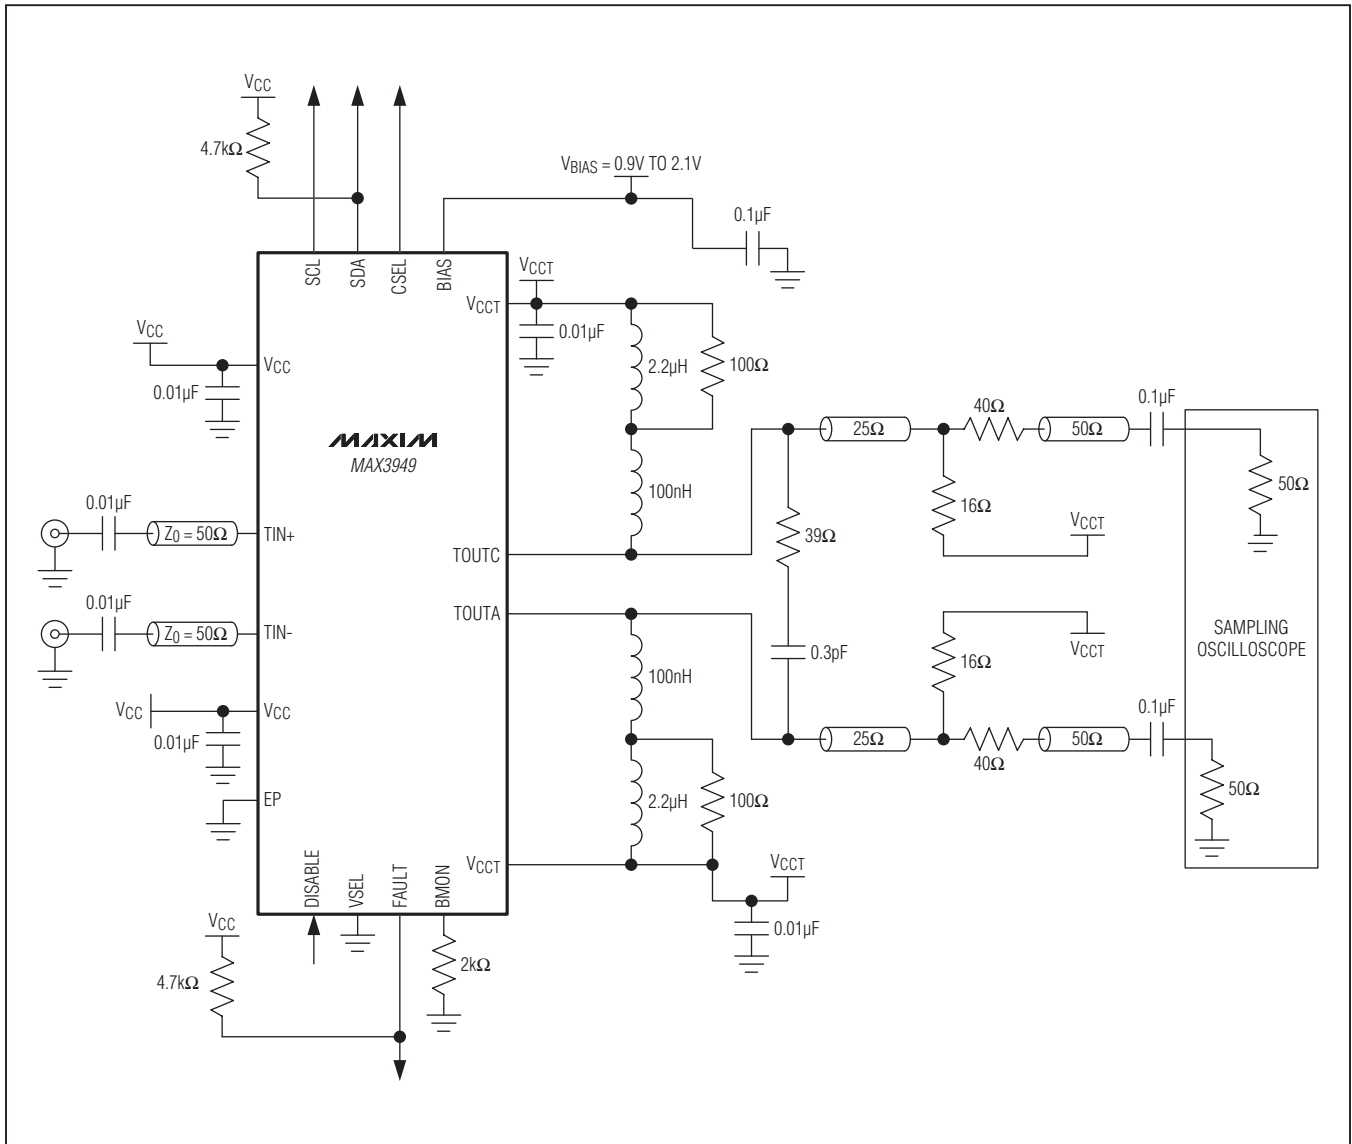 VCC
4.7kΩ
VBIAS = 0.9V TO 2.1V
0.1µF
SCL
SDA
CSEL
BIAS
VCCT
VCCT
0.01µF
2.2µH
100Ω
VCC
VCC
0.01µF
MAXIM
MAX3949
100nH
25Ω
40Ω
50Ω
0.1µF
50Ω
16Ω
VCCT
39Ω
0.01µF
Z0 = 50Ω
TIN+
TOUTC
TOUTA
0.01µF
Z0 = 50Ω
TIN-
100nH
0.3pF
16Ω
VCCT
SAMPLING
OSCILLOSCOPE
VCC
VCC
0.01µF
25Ω
40Ω
50Ω
0.1µF
50Ω
2.2µH
100Ω
EP
VCCT
VCCT
0.01µF
DISABLE
VSEL
FAULT
BMON
VCC
4.7kΩ
2kΩ